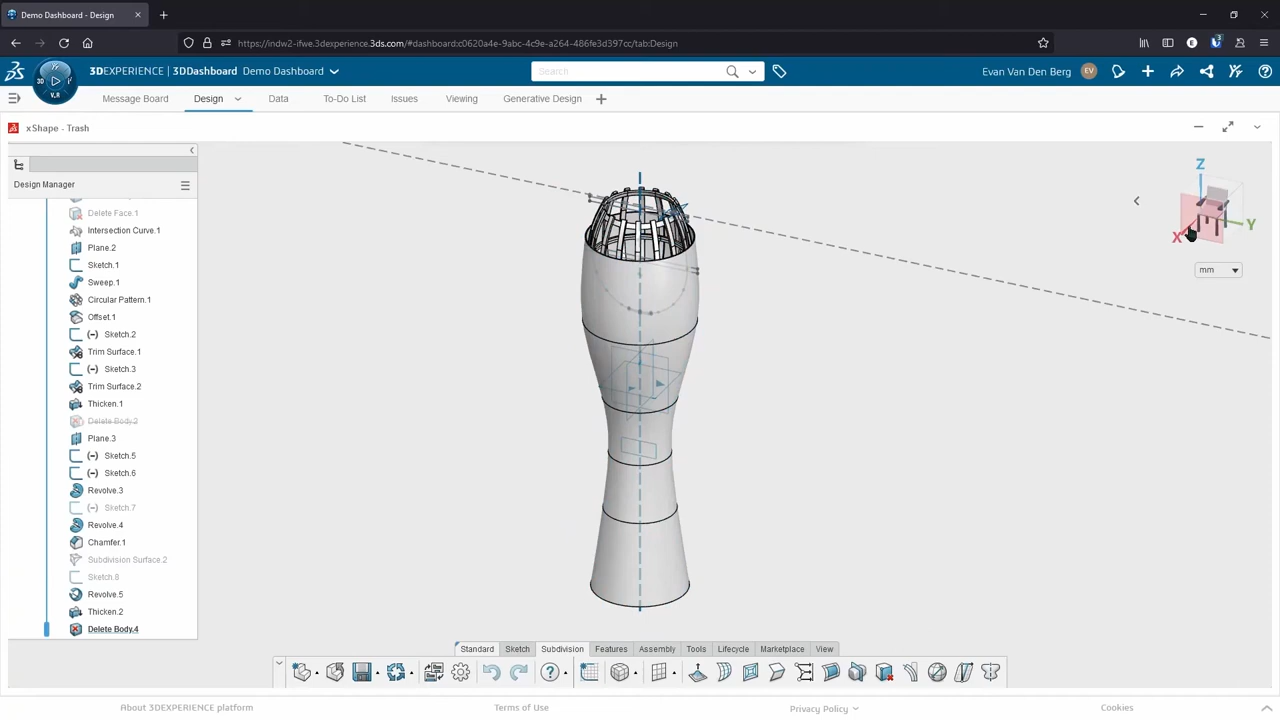 Demo Dashboard - Design
https://indw2-ifwe.3dexperience.3ds.com/#dashboard:c0620a4e-9abc-4c9e-a264-486fe3d397cc/tab:Design
3DEXPERIENCE | 3DDashboard Demo Dashboard
Search
Evan Van Den Berg EV
3D V.R
Message Board Design Data To-Do List Issues Viewing Generative Design
xShape - Trash
Design Manager
Delete Face.1
Intersection Curve.1
Plane.2
Sketch.1
Sweep.1
Circular Pattern.1
Offset.1
(-) Sketch.2
Trim Surface.1
(-) Sketch.3
Trim Surface.2
Thicken.1
Delete Body.2
Plane.3
(-) Sketch.5
(-) Sketch.6
Revolve.3
(-) Sketch.7
Revolve.4
Chamfer.1
Subdivision Surface.2
Sketch.8
Revolve.5
Thicken.2
Delete Body.4
Z
Y
X
mm
Standard Sketch Subdivision Features Assembly Tools Lifecycle Marketplace View
About 3DEXPERIENCE platform Terms of Use Privacy Policy Cookies